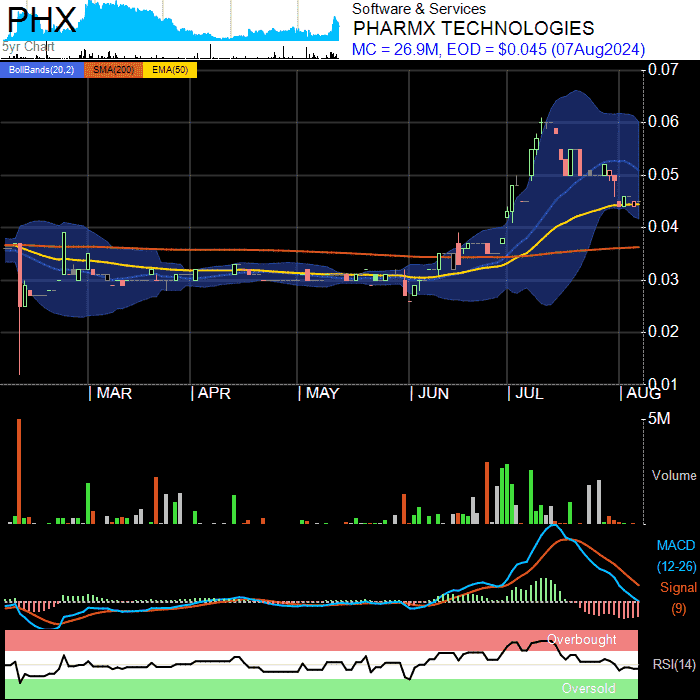 PHX
5yr Chart
Software & Services
PHARMX TECHNOLOGIES
MC = 26.9M, EOD = $0.045 (07Aug2024)
BollBands(20,2) SMA(200) EMA(50)
0.07
0.06
0.05
0.04
0.03
0.02
0.01
MAR APR MAY JUN JUL AUG
5M
Volume
MACD
(12-26)
Signal
(9)
Overbought
RSI(14)
Oversold